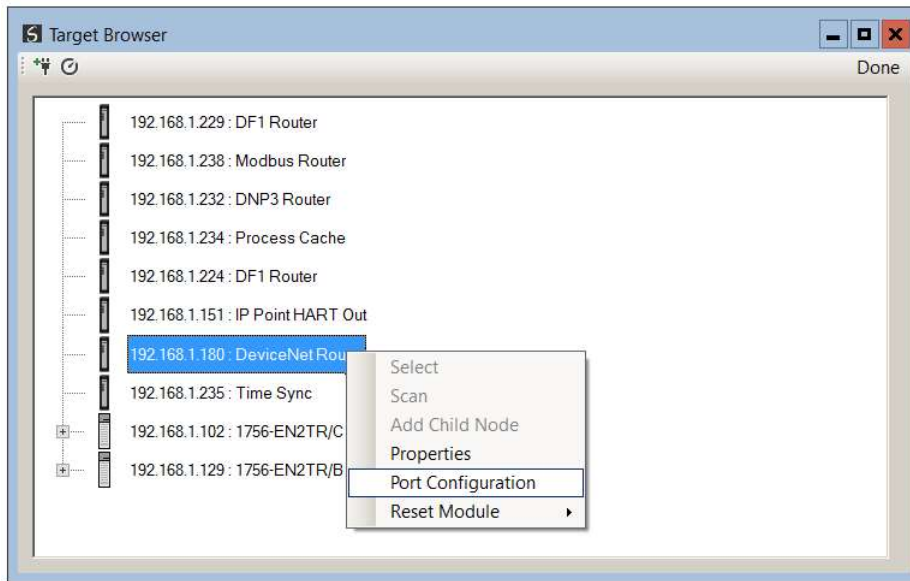 Target Browser
Done
192.168.1.229 : DF1 Router
192.168.1.238 : Modbus Router
192.168.1.232 : DNP3 Router
192.168.1.234 : Process Cache
192.168.1.224 : DF1 Router
192.168.1.151 : IP Point HART Out
192.168.1.180 : DeviceNet Rou
192.168.1.235 : Time Sync
192.168.1.102 : 1756-EN2TR/C
192.168.1.129 : 1756-EN2TR/B
Select
Scan
Add Child Node
Properties
Port Configuration
Reset Module